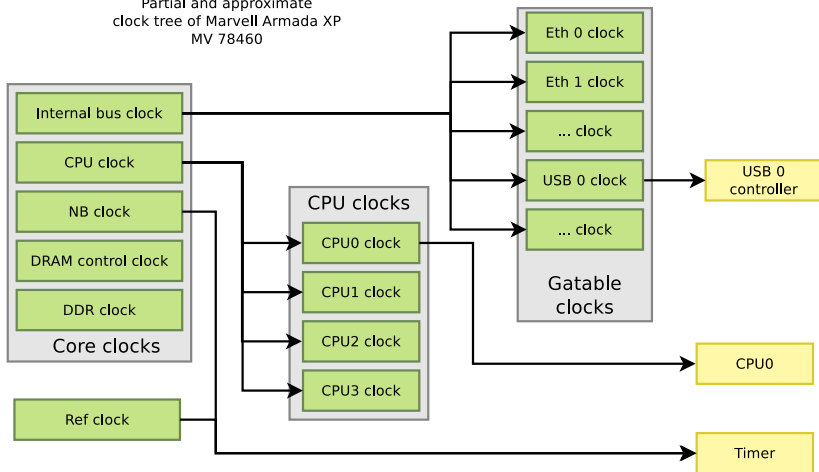 Partial and approximate
clock tree of Marvell Armada XP
MV 78460
Internal bus clock
CPU clock
NB clock
DRAM control clock
DDR clock
Core clocks
Ref clock
CPU clocks
CPU0 clock
CPU1 clock
CPU2 clock
CPU3 clock
Eth 0 clock
Eth 1 clock
... clock
USB 0 clock
... clock
Gatable
clocks
USB 0
controller
CPU0
Timer